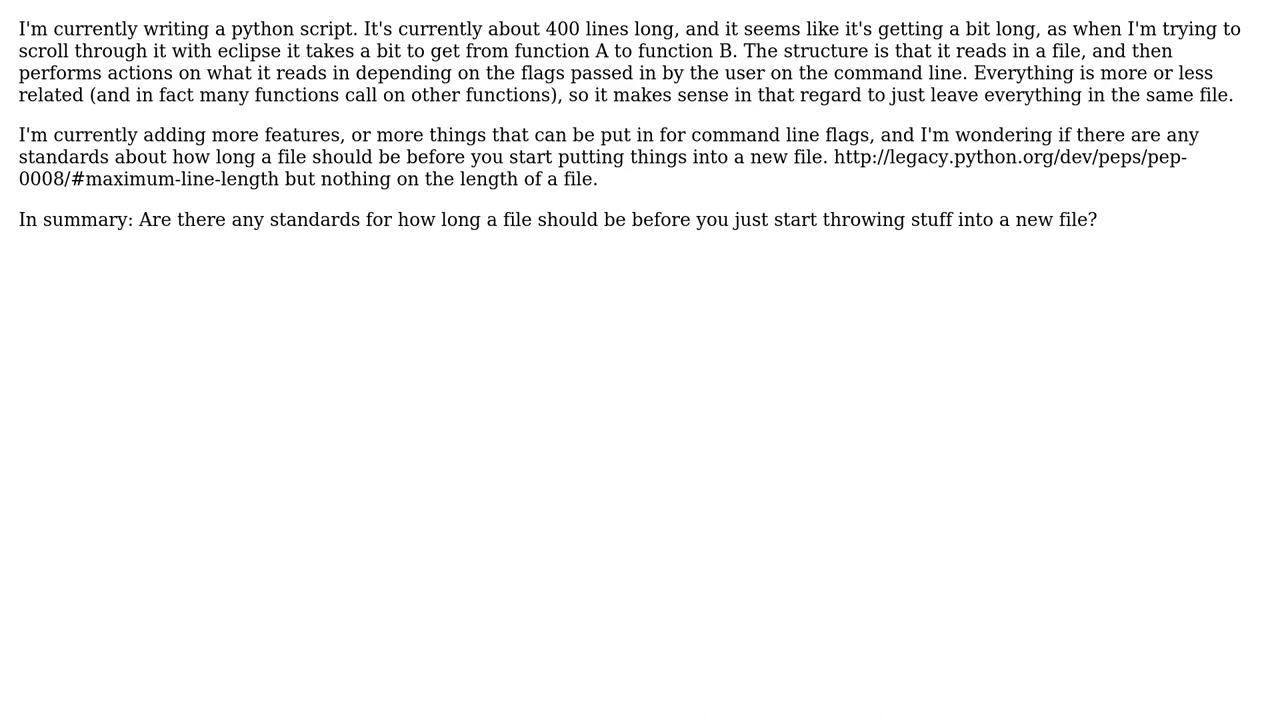 I'm currently writing a python script. It's currently about 400 lines long, and it seems like it's getting a bit long, as when I'm trying to
scroll through it with eclipse it takes a bit to get from function A to function B. The structure is that it reads in a file, and then
performs actions on what it reads in depending on the flags passed in by the user on the command line. Everything is more or less
related (and in fact many functions call on other functions), so it makes sense in that regard to just leave everything in the same file.
I'm currently adding more features, or more things that can be put in for command line flags, and I'm wondering if there are any
standards about how long a file should be before you start putting things into a new file. http://legacy.python.org/dev/peps/pep-
0008/#maximum-line-length but nothing on the length of a file.
In summary: Are there any standards for how long a file should be before you just start throwing stuff into a new file?